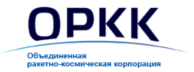 ОРКК
Объединенная
ракетно-космическая корпорация